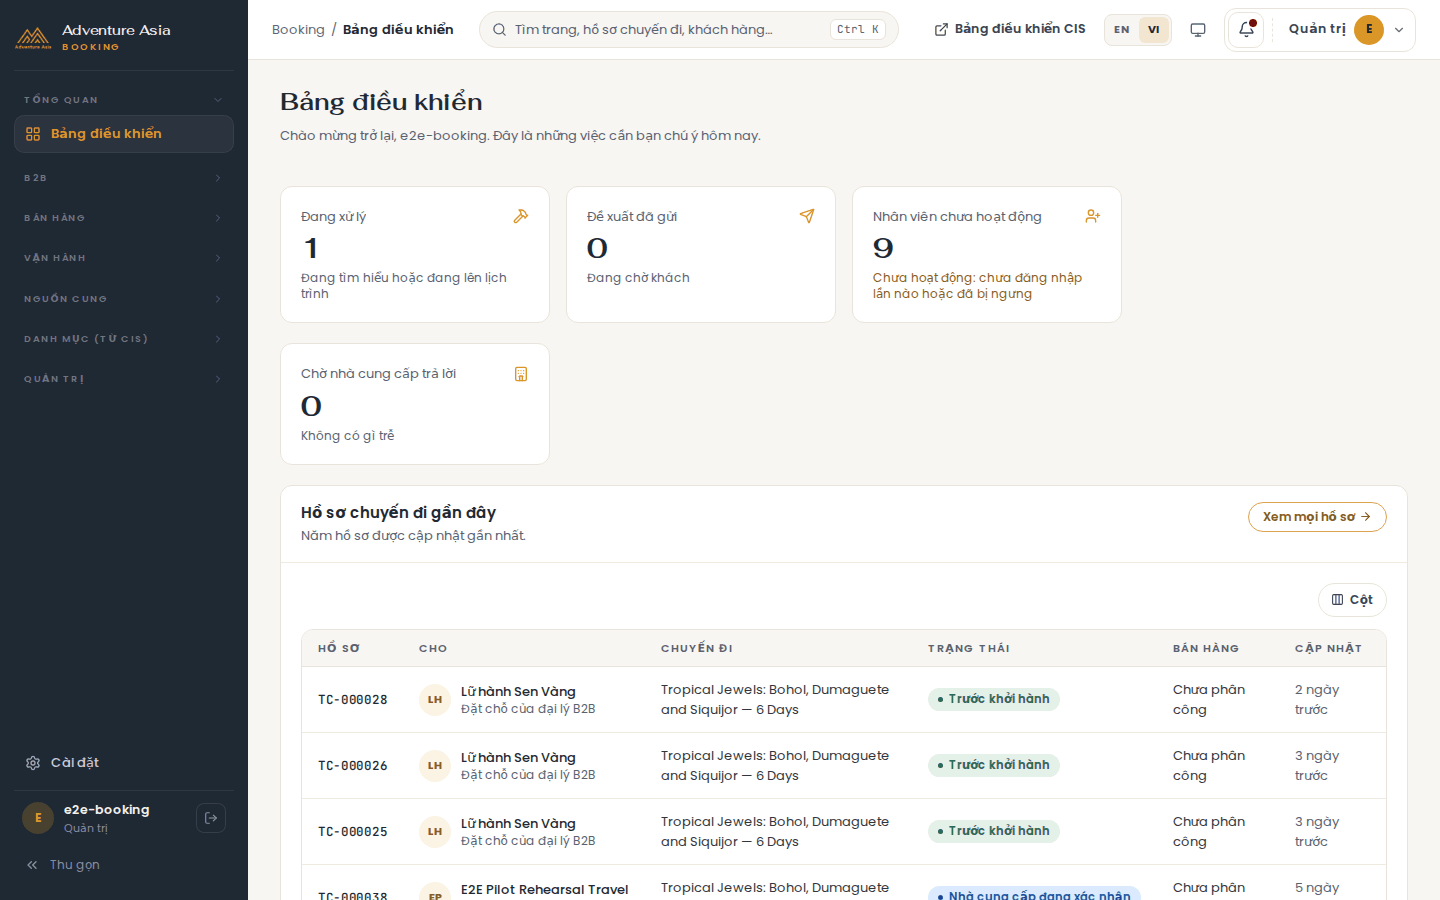 Adventure Asia
BOOKING
Adventure Asia
TỔNG QUAN
Bảng điều khiển
B2B
BÁN HÀNG
VẬN HÀNH
NGUỒN CUNG
DANH MỤC (TỪ CIS)
QUẢN TRỊ
Cài đặt
E
e2e-booking
Quản trị
Thu gọn
Booking / Bảng điều khiển
Tìm trang, hồ sơ chuyến đi, khách hàng...
Ctrl K
Bảng điều khiển CIS
EN VI
Quản trị
E
Bảng điều khiển
Chào mừng trở lại, e2e-booking. Đây là những việc cần bạn chú ý hôm nay.
Đang xử lý
1
Đang tìm hiểu hoặc đang lên lịch
trình
Đề xuất đã gửi
0
Đang chờ khách
Nhân viên chưa hoạt động
9
Chưa hoạt động: chưa đăng nhập
lần nào hoặc đã bị ngưng
Chờ nhà cung cấp trả lời
0
Không có gì trễ
Hồ sơ chuyến đi gần đây
Năm hồ sơ được cập nhật gần nhất.
Xem mọi hồ sơ
Cột
HỒ SƠ CHO CHUYẾN ĐI TRẠNG THÁI BÁN HÀNG CẬP NHẬT
TC-000028
LH
Lữ hành Sen Vàng
Đặt chỗ của đại lý B2B
Tropical Jewels: Bohol, Dumaguete
and Siquijor — 6 Days
Trước khởi hành
Chưa phân
công
2 ngày
trước
TC-000026
LH
Lữ hành Sen Vàng
Đặt chỗ của đại lý B2B
Tropical Jewels: Bohol, Dumaguete
and Siquijor — 6 Days
Trước khởi hành
Chưa phân
công
3 ngày
trước
TC-000025
LH
Lữ hành Sen Vàng
Đặt chỗ của đại lý B2B
Tropical Jewels: Bohol, Dumaguete
and Siquijor — 6 Days
Trước khởi hành
Chưa phân
công
3 ngày
trước
TC-000038
EP
E2E Pilot Rehearsal Travel
Tropical Jewels: Bohol, Dumaguete
Nhà cung cấp đang xác nhận
Chưa phân
5 ngày